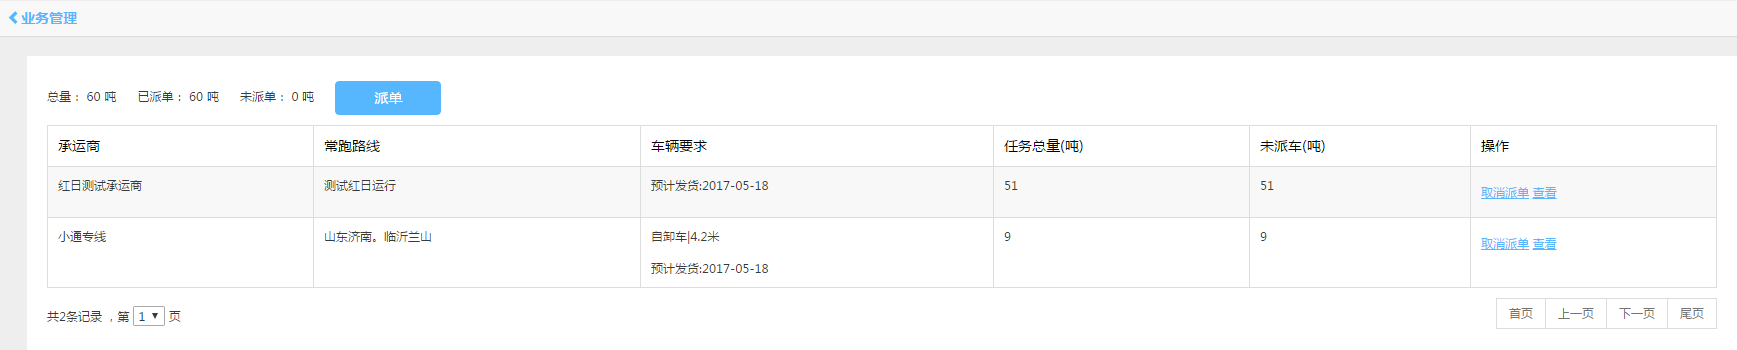 业务管理
总量： 60 吨 已派单： 60 吨 未派单： 0 吨 派单
承运商 常跑路线 车辆要求 任务总量(吨) 未派车(吨) 操作
红日测试承运商 测试红日运行 预计发货:2017-05-18 51 51 取消派单 查看
小通专线 山东济南。临沂兰山 自卸车|4.2米 9 9 取消派单 查看
预计发货:2017-05-18
共2条记录 ，第 1 页 首页 上一页 下一页 尾页